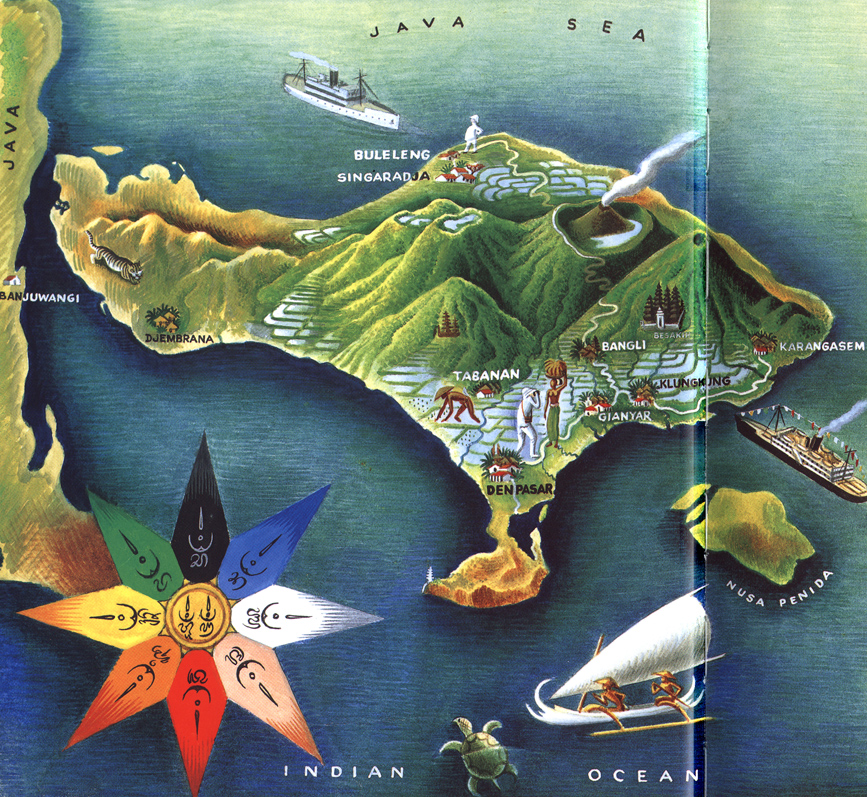 JAVA SEA
JAVA
BULELENG
SINGARADJA
BANJUWANGI
DJEMBRANA
BESAKIH
BANGLI
KARANGASEM
TABANAN
KLUNGKUNG
GIANYAR
DEN PASAR
NUSA PENIDA
INDIAN OCEAN